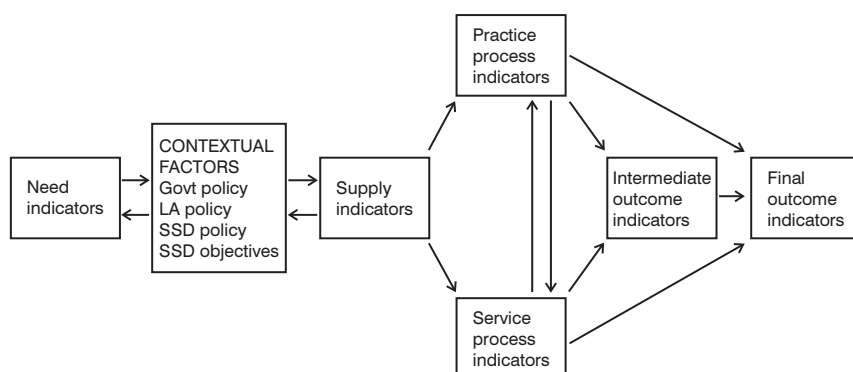 Need
indicators
CONTEXTUAL
FACTORS
Govt policy
LA policy
SSD policy
SSD objectives
Supply
indicators
Practice
process
indicators
Service
process
indicators
Intermediate
outcome
indicators
Final
outcome
indicators